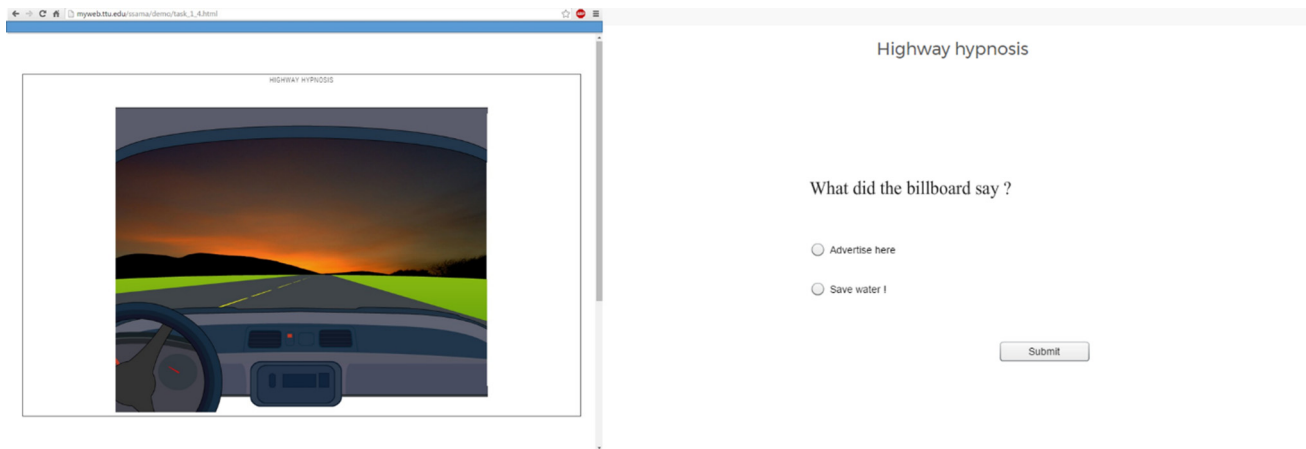 myweb.ttu.edu/ssama/demo/task_1_4.html
HIGHWAY HYPNOSIS
Highway hypnosis
What did the billboard say ?
Advertise here
Save water !
Submit